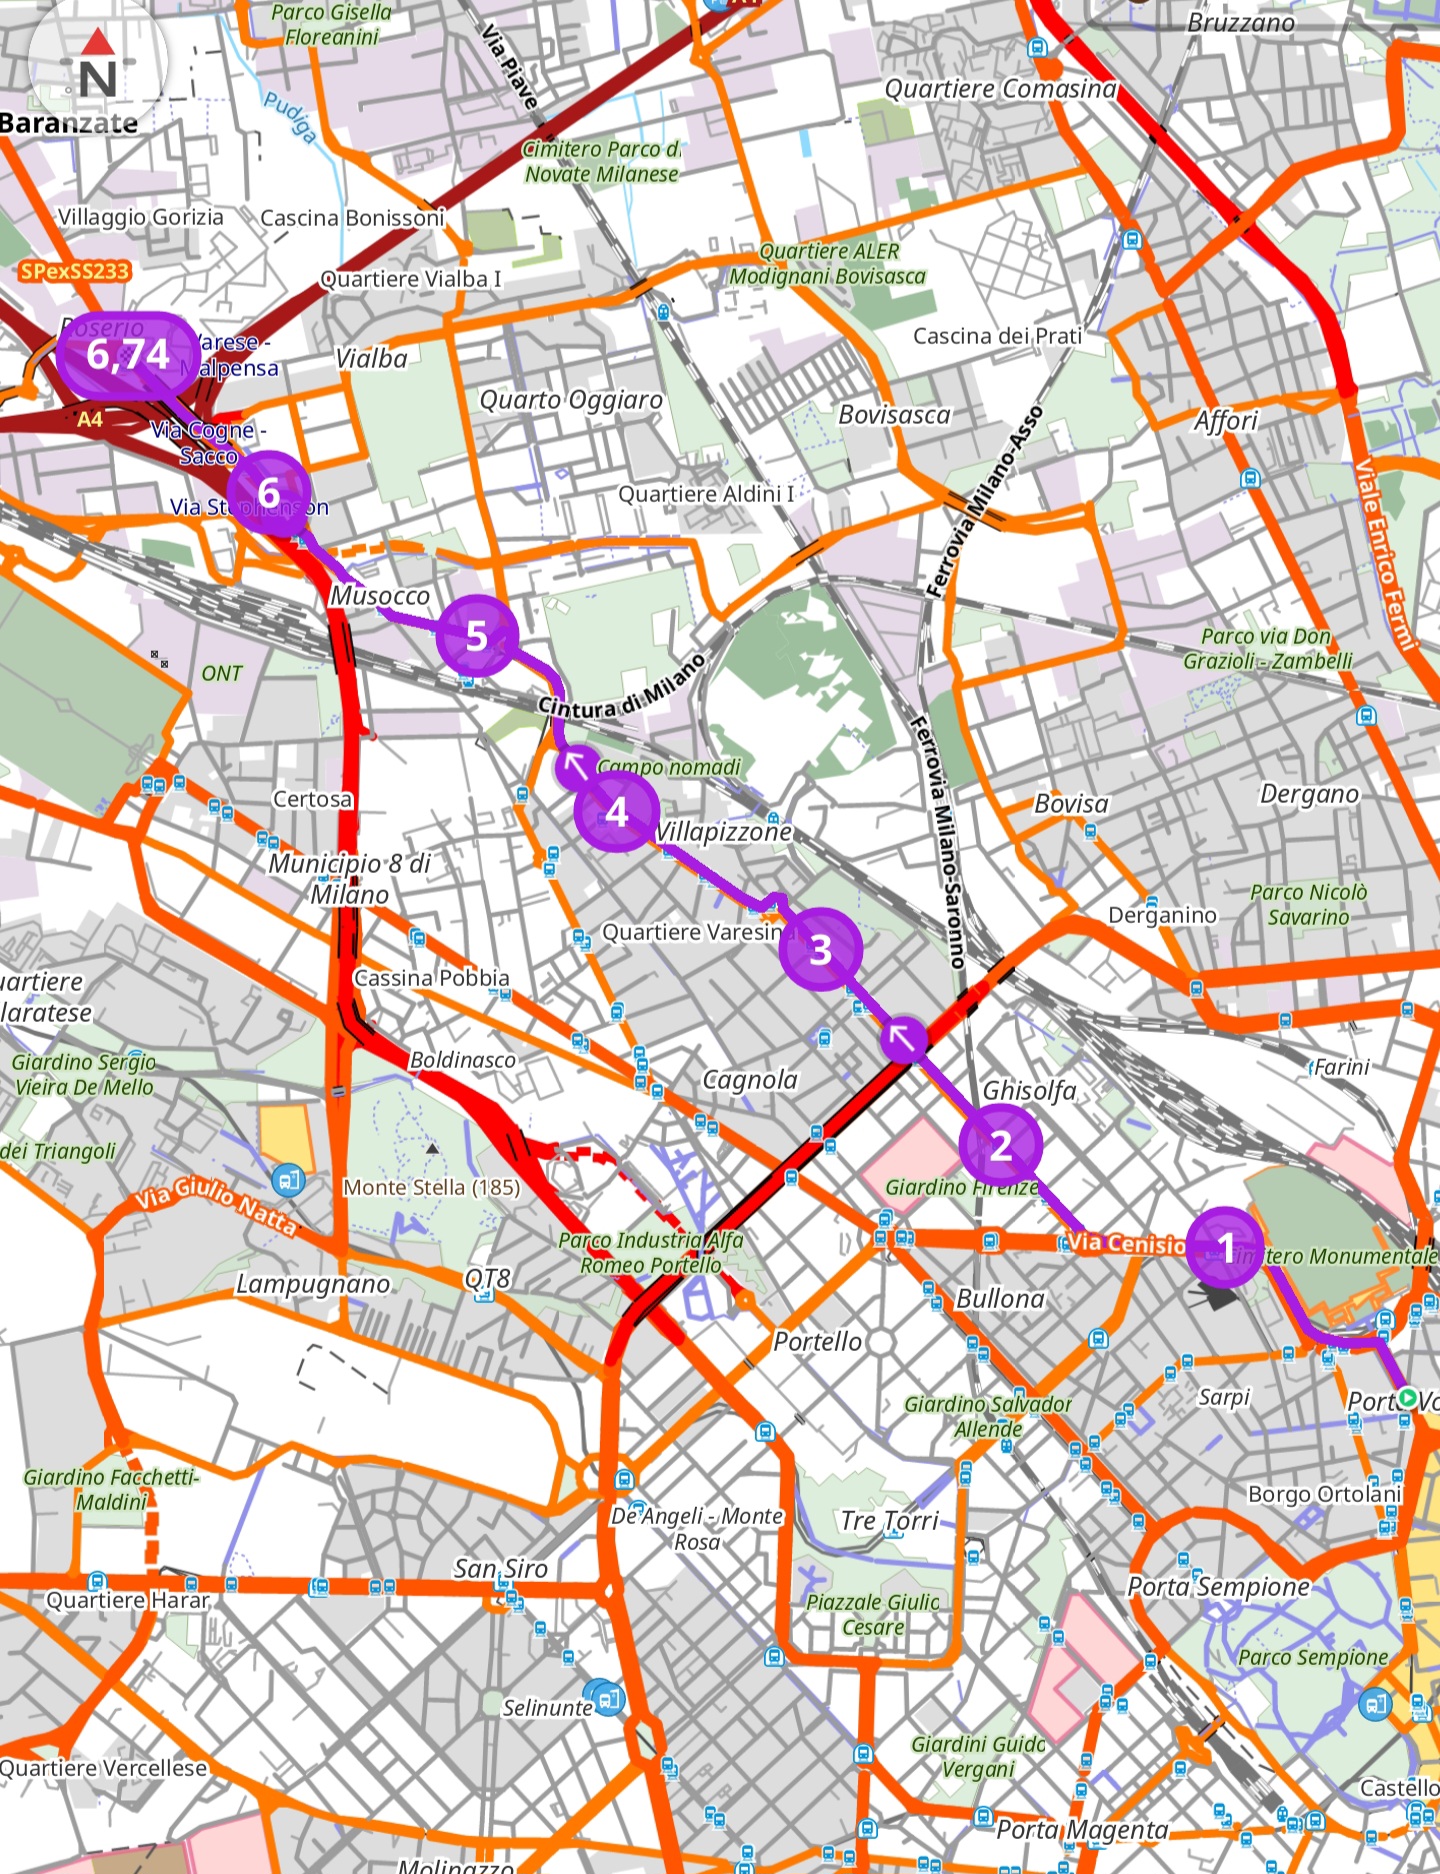 Parco Gisella
Floreanini
Via Piave
A4
Bruzzano
N
Pudiga
Quartiere Comasina
Baranzate
Cimitero Parco di
Novate Milanese
Villaggio Gorizia
Cascina Bonissoni
SPexSS233
Quartiere Vialba I
Quartiere ALER
Modignani Bovisasca
Roserio
6,74
Varese -
Malpensa
Vialba
Cascina dei Prati
A4
Via Cogne -
Sacco
Quarto Oggiaro
Bovisasca
Affori
Ferrovia Milano-Asso
Viale Enrico Fermi
6
Via Stephenson
Quartiere Aldini I
Musocco
5
ONT
Cintura di Milano
Parco via Don
Grazioli - Zambelli
Campo nomadi
4
Villapizzone
Ferrovia Milano-Saronno
Certosa
Bovisa
Dergano
Municipio 8 di
Milano
Quartiere Varesina
3
Derganino
Parco Nicolò
Savarino
Cassina Pobbia
uartiere
llaratese
Giardino Sergio
Vieira De Mello
Boldinasco
Cagnola
Ghisolfa
Farini
dei Triangoli
2
Monte Stella (185)
Giardino Firenze
Via Giulio Natta
Parco Industria Alfa
Romeo Portello
Via Cenisio
1
Cimitero Monumentale
Lampugnano
QT8
Bullona
Portello
Sarpi
Porta Vo
Giardino Salvador
Allende
Giardino Facchetti-
Maldini
Borgo Ortolani
De Angeli - Monte
Rosa
Tre Torri
San Siro
Quartiere Harar
Porta Sempione
Piazzale Giulio
Cesare
Parco Sempione
Selinunte
Giardini Guido
Vergani
Quartiere Vercellese
Castello
Porta Magenta
Molinazzo